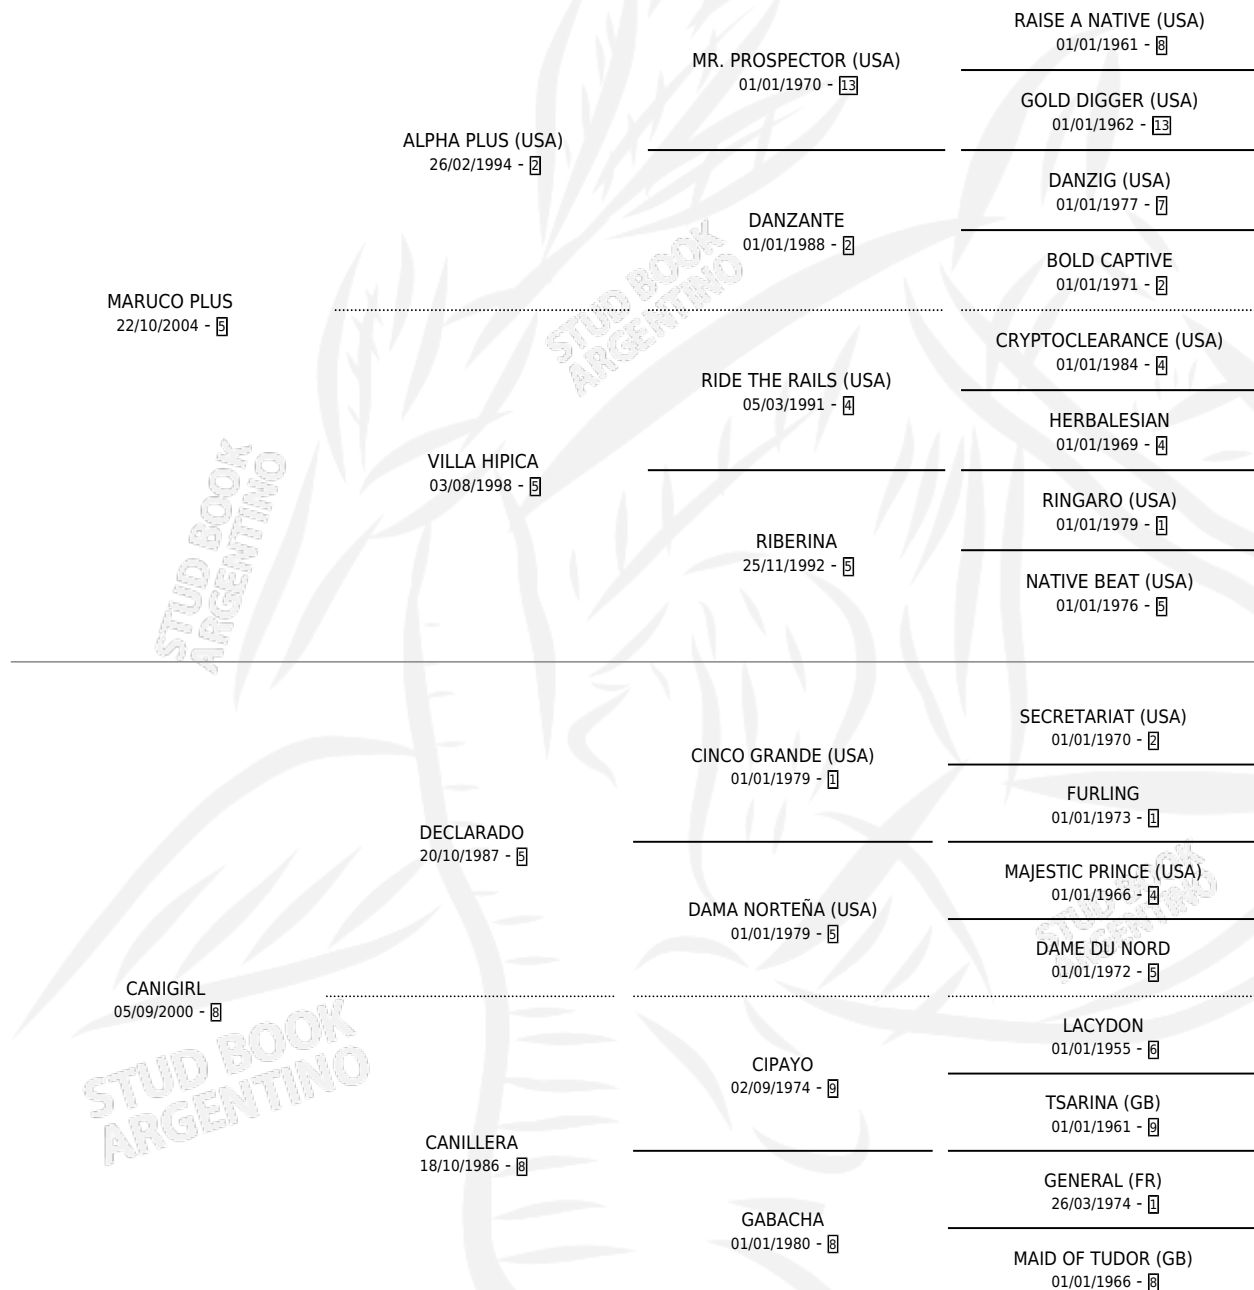 RAISE A NATIVE (USA)
01/01/1961 - 8
MR. PROSPECTOR (USA)
01/01/1970 - 13
GOLD DIGGER (USA)
01/01/1962 - 13
ALPHA PLUS (USA)
26/02/1994 - 2
DANZIG (USA)
01/01/1977 - 7
DANZANTE
01/01/1988 - 2
BOLD CAPTIVE
01/01/1971 - 2
MARUCO PLUS
22/10/2004 - 5
CRYPTOCLEARANCE (USA)
01/01/1984 - 4
RIDE THE RAILS (USA)
05/03/1991 - 4
HERBALESIAN
01/01/1969 - 4
VILLA HIPICA
03/08/1998 - 5
RINGARO (USA)
01/01/1979 - 1
RIBERINA
25/11/1992 - 5
NATIVE BEAT (USA)
01/01/1976 - 5
SECRETARIAT (USA)
01/01/1970 - 2
CINCO GRANDE (USA)
01/01/1979 - 1
FURLING
01/01/1973 - 1
DECLARADO
20/10/1987 - 5
MAJESTIC PRINCE (USA)
01/01/1966 - 4
DAMA NORTEÑA (USA)
01/01/1979 - 5
DAME DU NORD
01/01/1972 - 5
CANIGIRL
05/09/2000 - 8
LACYDON
01/01/1955 - 6
CIPAYO
02/09/1974 - 9
TSARINA (GB)
01/01/1961 - 9
CANILLERA
18/10/1986 - 8
GENERAL (FR)
26/03/1974 - 1
GABACHA
01/01/1980 - 8
MAID OF TUDOR (GB)
01/01/1966 - 8
STUD BOOK
ARGENTINO
STUD BOOK
ARGENTINO
STUD BOOK
ARGENTINO
STUD BOOK
ARGENTINO